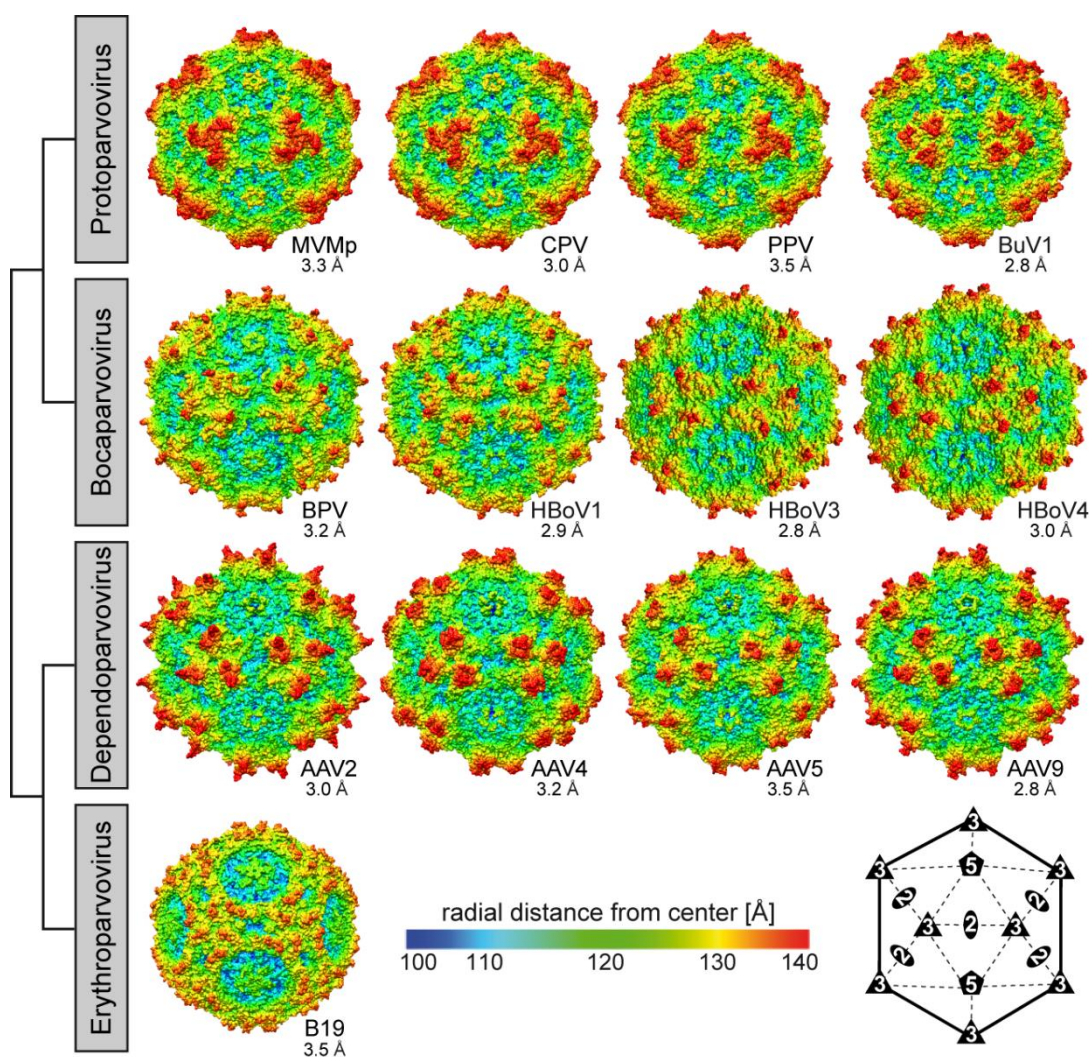 Protoparvovirus
MVMp
3.3 Å
CPV
3.0 Å
PPV
3.5 Å
BuV1
2.8 Å
Bocaparvovirus
BPV
3.2 Å
HBoV1
2.9 Å
HBoV3
2.8 Å
HBoV4
3.0 Å
Dependoparvovirus
AAV2
3.0 Å
AAV4
3.2 Å
AAV5
3.5 Å
AAV9
2.8 Å
Erythroparvovirus
B19
3.5 Å
radial distance from center [Å]
100 110 120 130 140
3
3 5 3
2 2
3 2 3
2 2
3 5 3
3